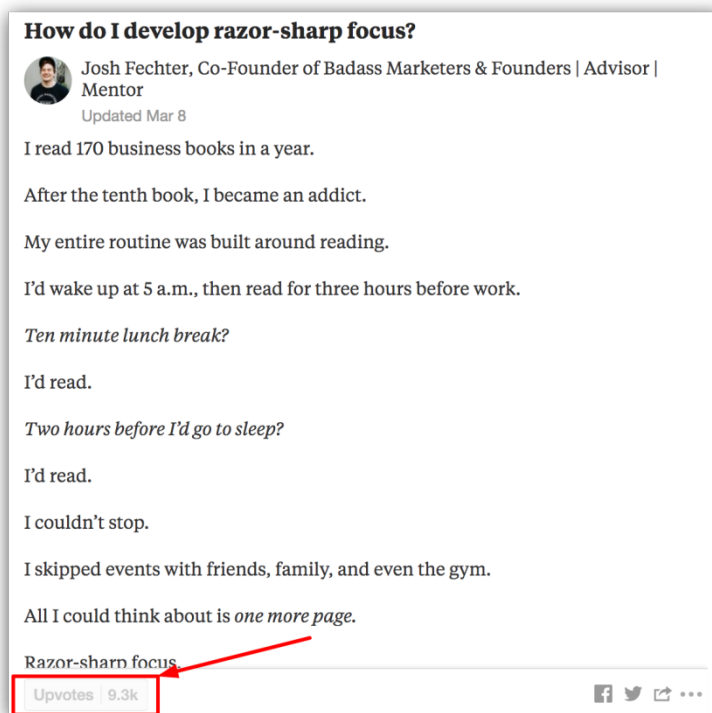 How do I develop razor-sharp focus?
Josh Fechter, Co-Founder of Badass Marketers & Founders | Advisor |
Mentor
Updated Mar 8
I read 170 business books in a year.
After the tenth book, I became an addict.
My entire routine was built around reading.
I’d wake up at 5 a.m., then read for three hours before work.
Ten minute lunch break?
I’d read.
Two hours before I’d go to sleep?
I’d read.
I couldn’t stop.
I skipped events with friends, family, and even the gym.
All I could think about is one more page.
Razor-sharp focus.
Upvotes 9.3k